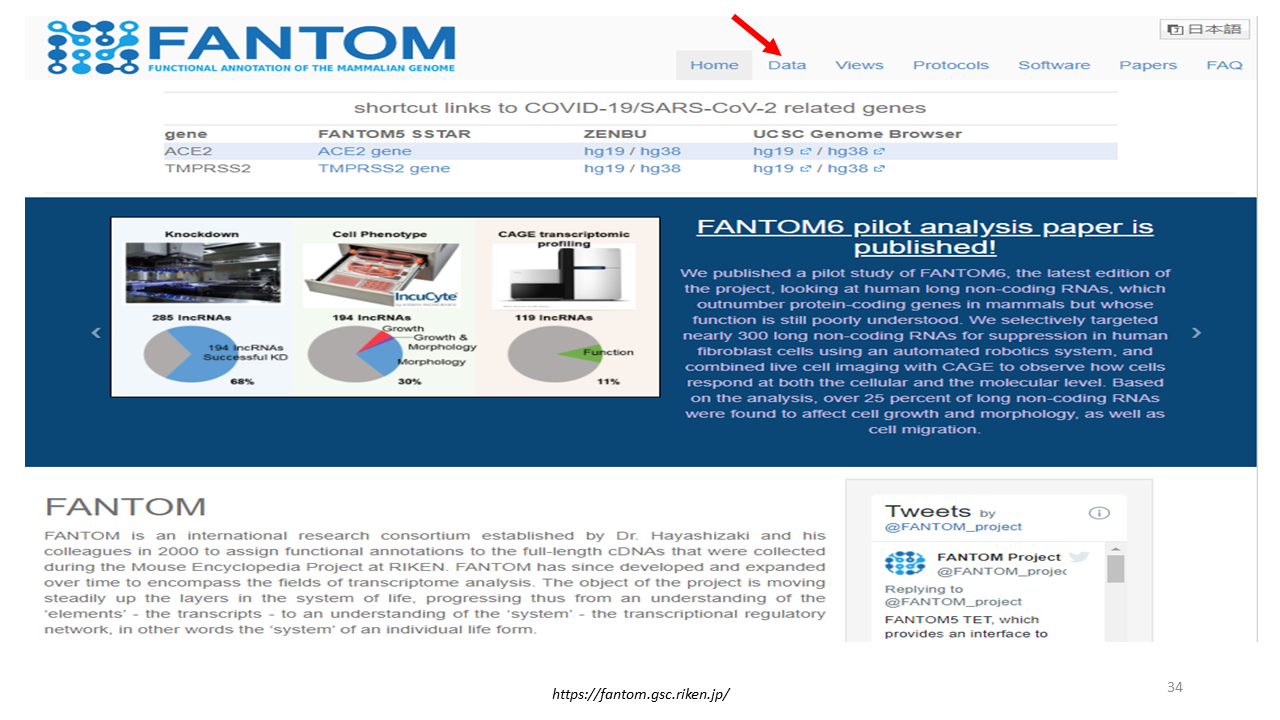 FANTOM
FUNCTIONAL ANNOTATION OF THE MAMMALIAN GENOME
日本語
Home Data Views Protocols Software Papers FAQ
shortcut links to COVID-19/SARS-CoV-2 related genes
gene FANTOM5 SSTAR ZENBU UCSC Genome Browser
ACE2 ACE2 gene hg19 / hg38 hg19 / hg38
TMPRSS2 TMPRSS2 gene hg19 / hg38 hg19 / hg38
Knockdown
285 lncRNAs
194 lncRNAs
Successful KD
68%
Cell Phenotype
IncuCyte
194 lncRNAs
Growth
Growth &
Morphology
Morphology
30%
CAGE transcriptomic
profiling
119 lncRNAs
Function
11%
FANTOM6 pilot analysis paper is
published!
We published a pilot study of FANTOM6, the latest edition of
the project, looking at human long non-coding RNAs, which
outnumber protein-coding genes in mammals but whose
function is still poorly understood. We selectively targeted
nearly 300 long non-coding RNAs for suppression in human
fibroblast cells using an automated robotics system, and
combined live cell imaging with CAGE to observe how cells
respond at both the cellular and the molecular level. Based
on the analysis, over 25 percent of long non-coding RNAs
were found to affect cell growth and morphology, as well as
cell migration.
FANTOM
FANTOM is an international research consortium established by Dr. Hayashizaki and his
colleagues in 2000 to assign functional annotations to the full-length cDNAs that were collected
during the Mouse Encyclopedia Project at RIKEN. FANTOM has since developed and expanded
over time to encompass the fields of transcriptome analysis. The object of the project is moving
steadily up the layers in the system of life, progressing thus from an understanding of the
‘elements’ - the transcripts - to an understanding of the ‘system’ - the transcriptional regulatory
network, in other words the ‘system’ of an individual life form.
Tweets by
@FANTOM_project
FANTOM Project
@FANTOM_projec
Replying to
@FANTOM_project
FANTOM5 TET, which
provides an interface to
https://fantom.gsc.riken.jp/
34